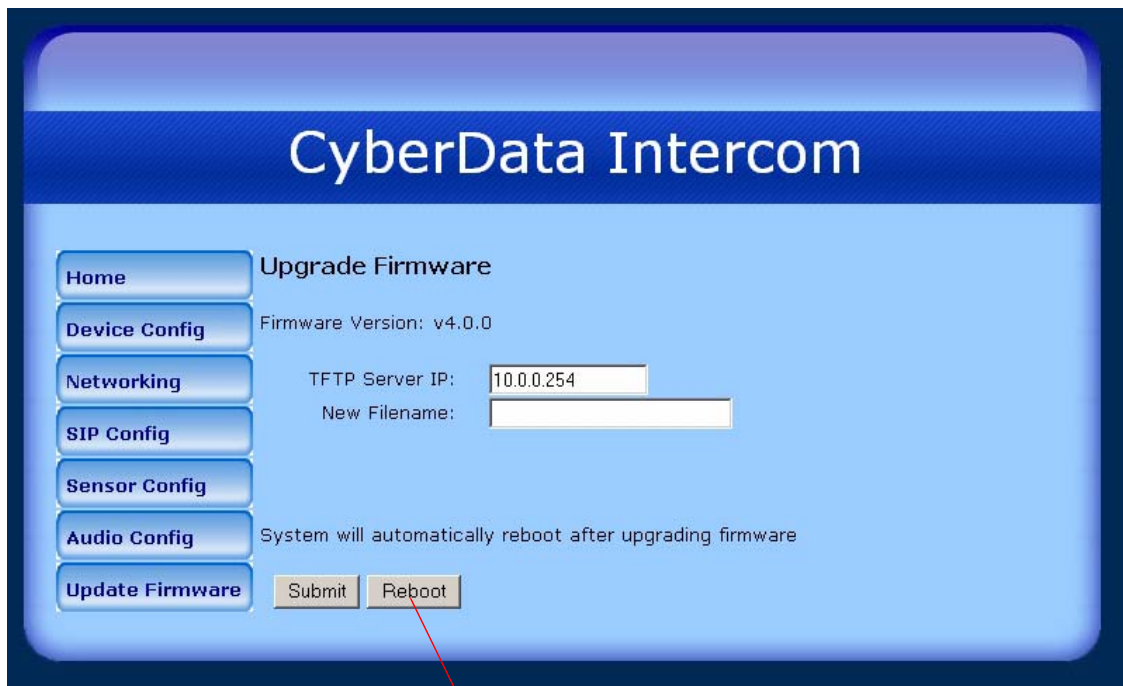 CyberData Intercom
Home
Device Config
Networking
SIP Config
Sensor Config
Audio Config
Update Firmware
Upgrade Firmware
Firmware Version: v4.0.0
TFTP Server IP: 10.0.0.254
New Filename:
System will automatically reboot after upgrading firmware
Submit Reboot